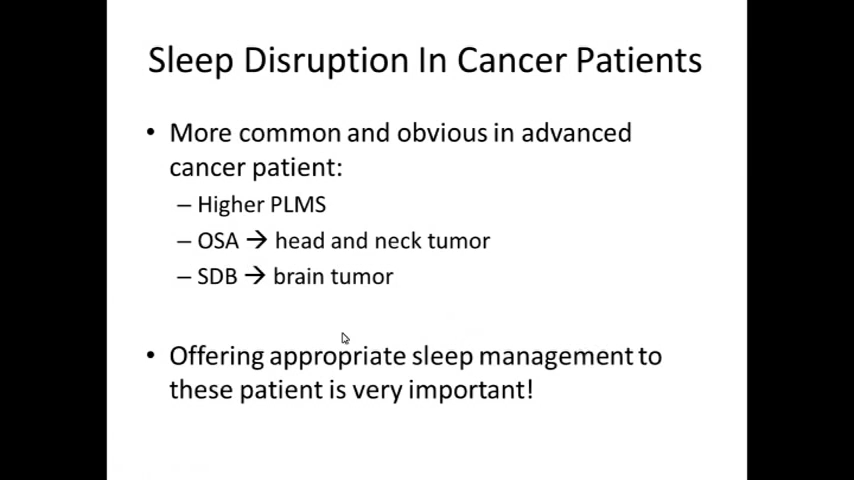 Sleep Disruption In Cancer Patients
• More common and obvious in advanced
cancer patient:
– Higher PLMS
– OSA → head and neck tumor
– SDB → brain tumor
• Offering appropriate sleep management to
these patient is very important!